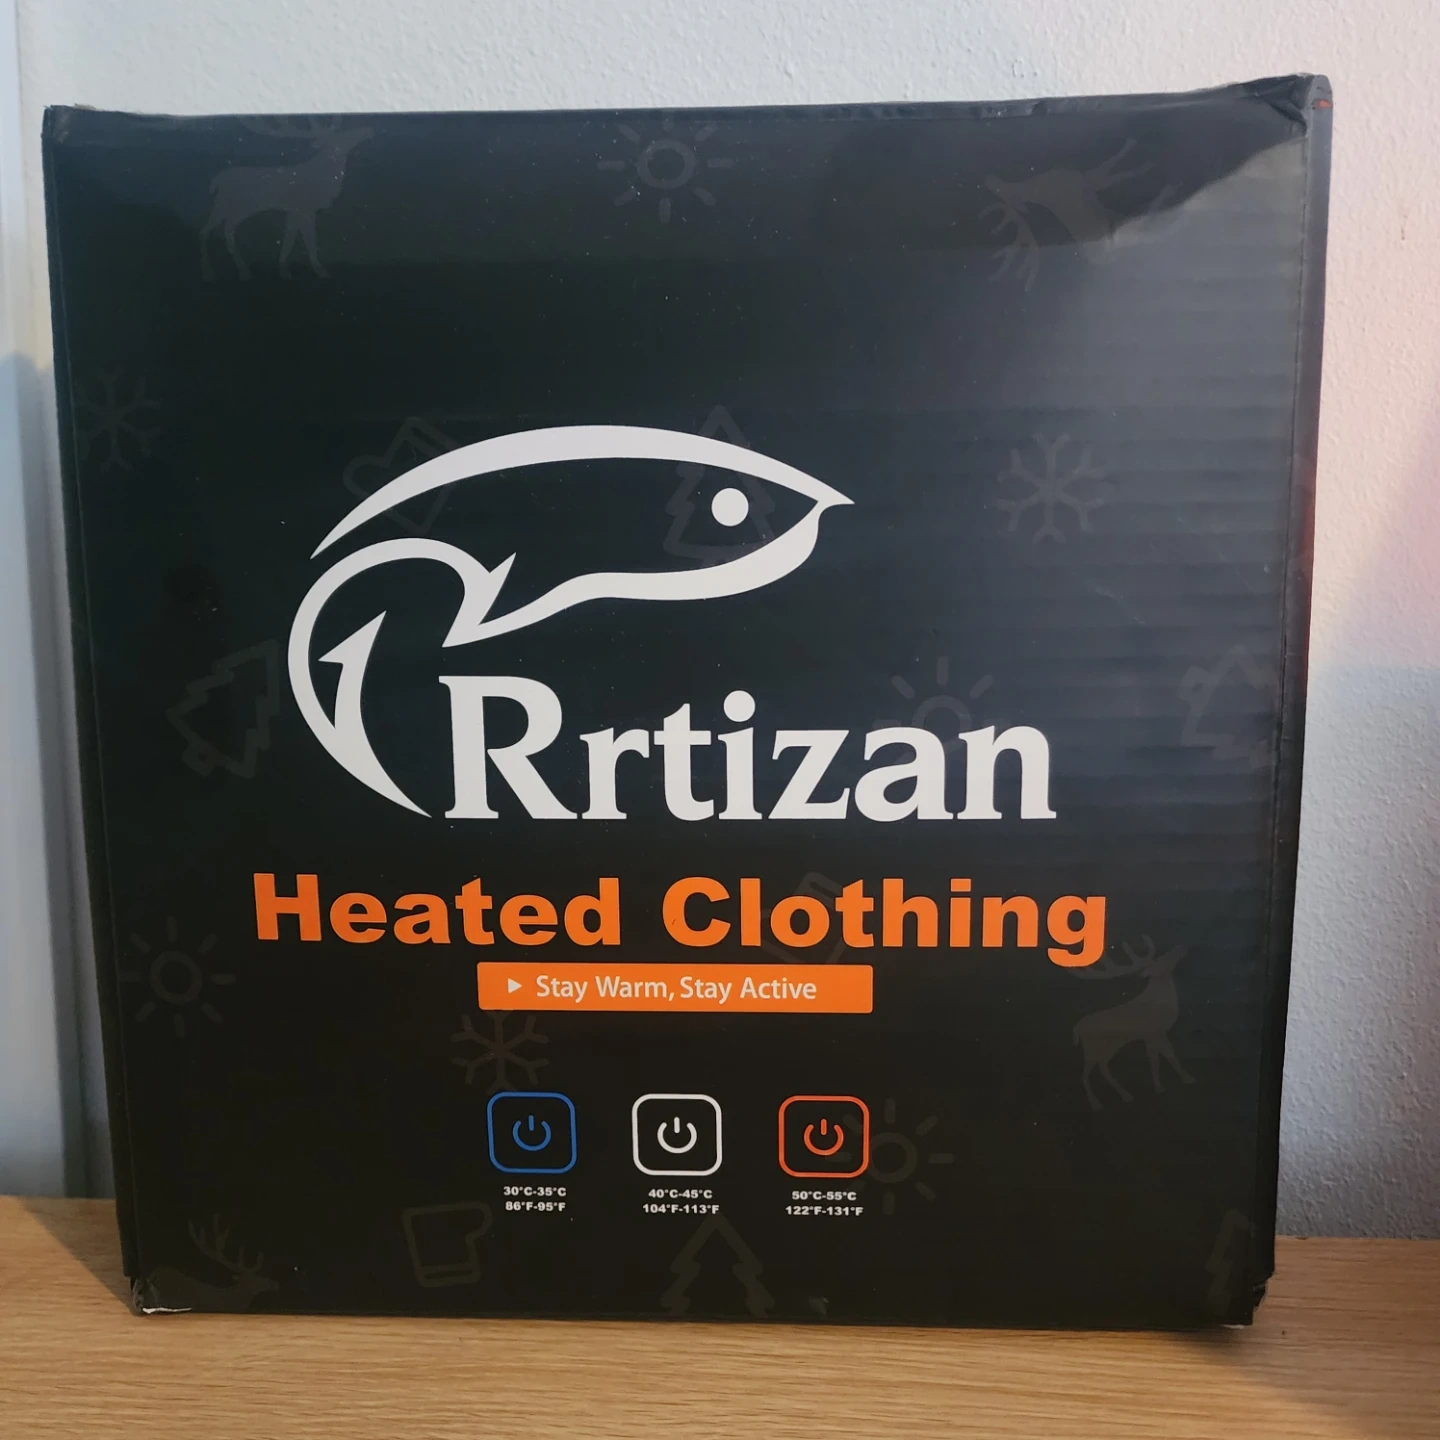 Rrtizan
Heated Clothing
Stay Warm, Stay Active
30°C-35°C
86°F-95°F
40°C-45°C
104°F-113°F
50°C-55°C
122°F-131°F